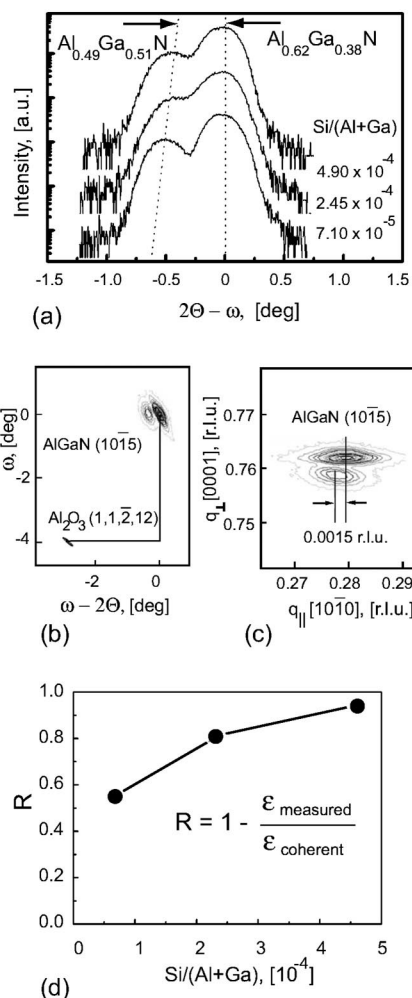 Al0.49Ga0.51N
Al0.62Ga0.38N
Intensity, [a.u.]
Si/(Al+Ga)
4.90 x 10-4
2.45 x 10-4
7.10 x 10-5
-1.5 -1.0 -0.5 0 0.5 1.0 1.5
2Θ – ω, [deg]
(a)
ω, [deg]
0
-2
-4
AlGaN (101̄5)
Al2O3 (1,1,2̄,12)
-2 0
ω – 2Θ, [deg]
(b)
q⊥[0001], [r.l.u.]
0.77
0.76
0.75
AlGaN (101̄5)
0.0015 r.l.u.
0.27 0.28 0.29
q||[101̄0], [r.l.u.]
(c)
R
1.0
0.8
0.6
0.4
0.2
0.0
R = 1 - ε measured
ε coherent
0 1 2 3 4 5
Si/(Al+Ga), [10-4]
(d)